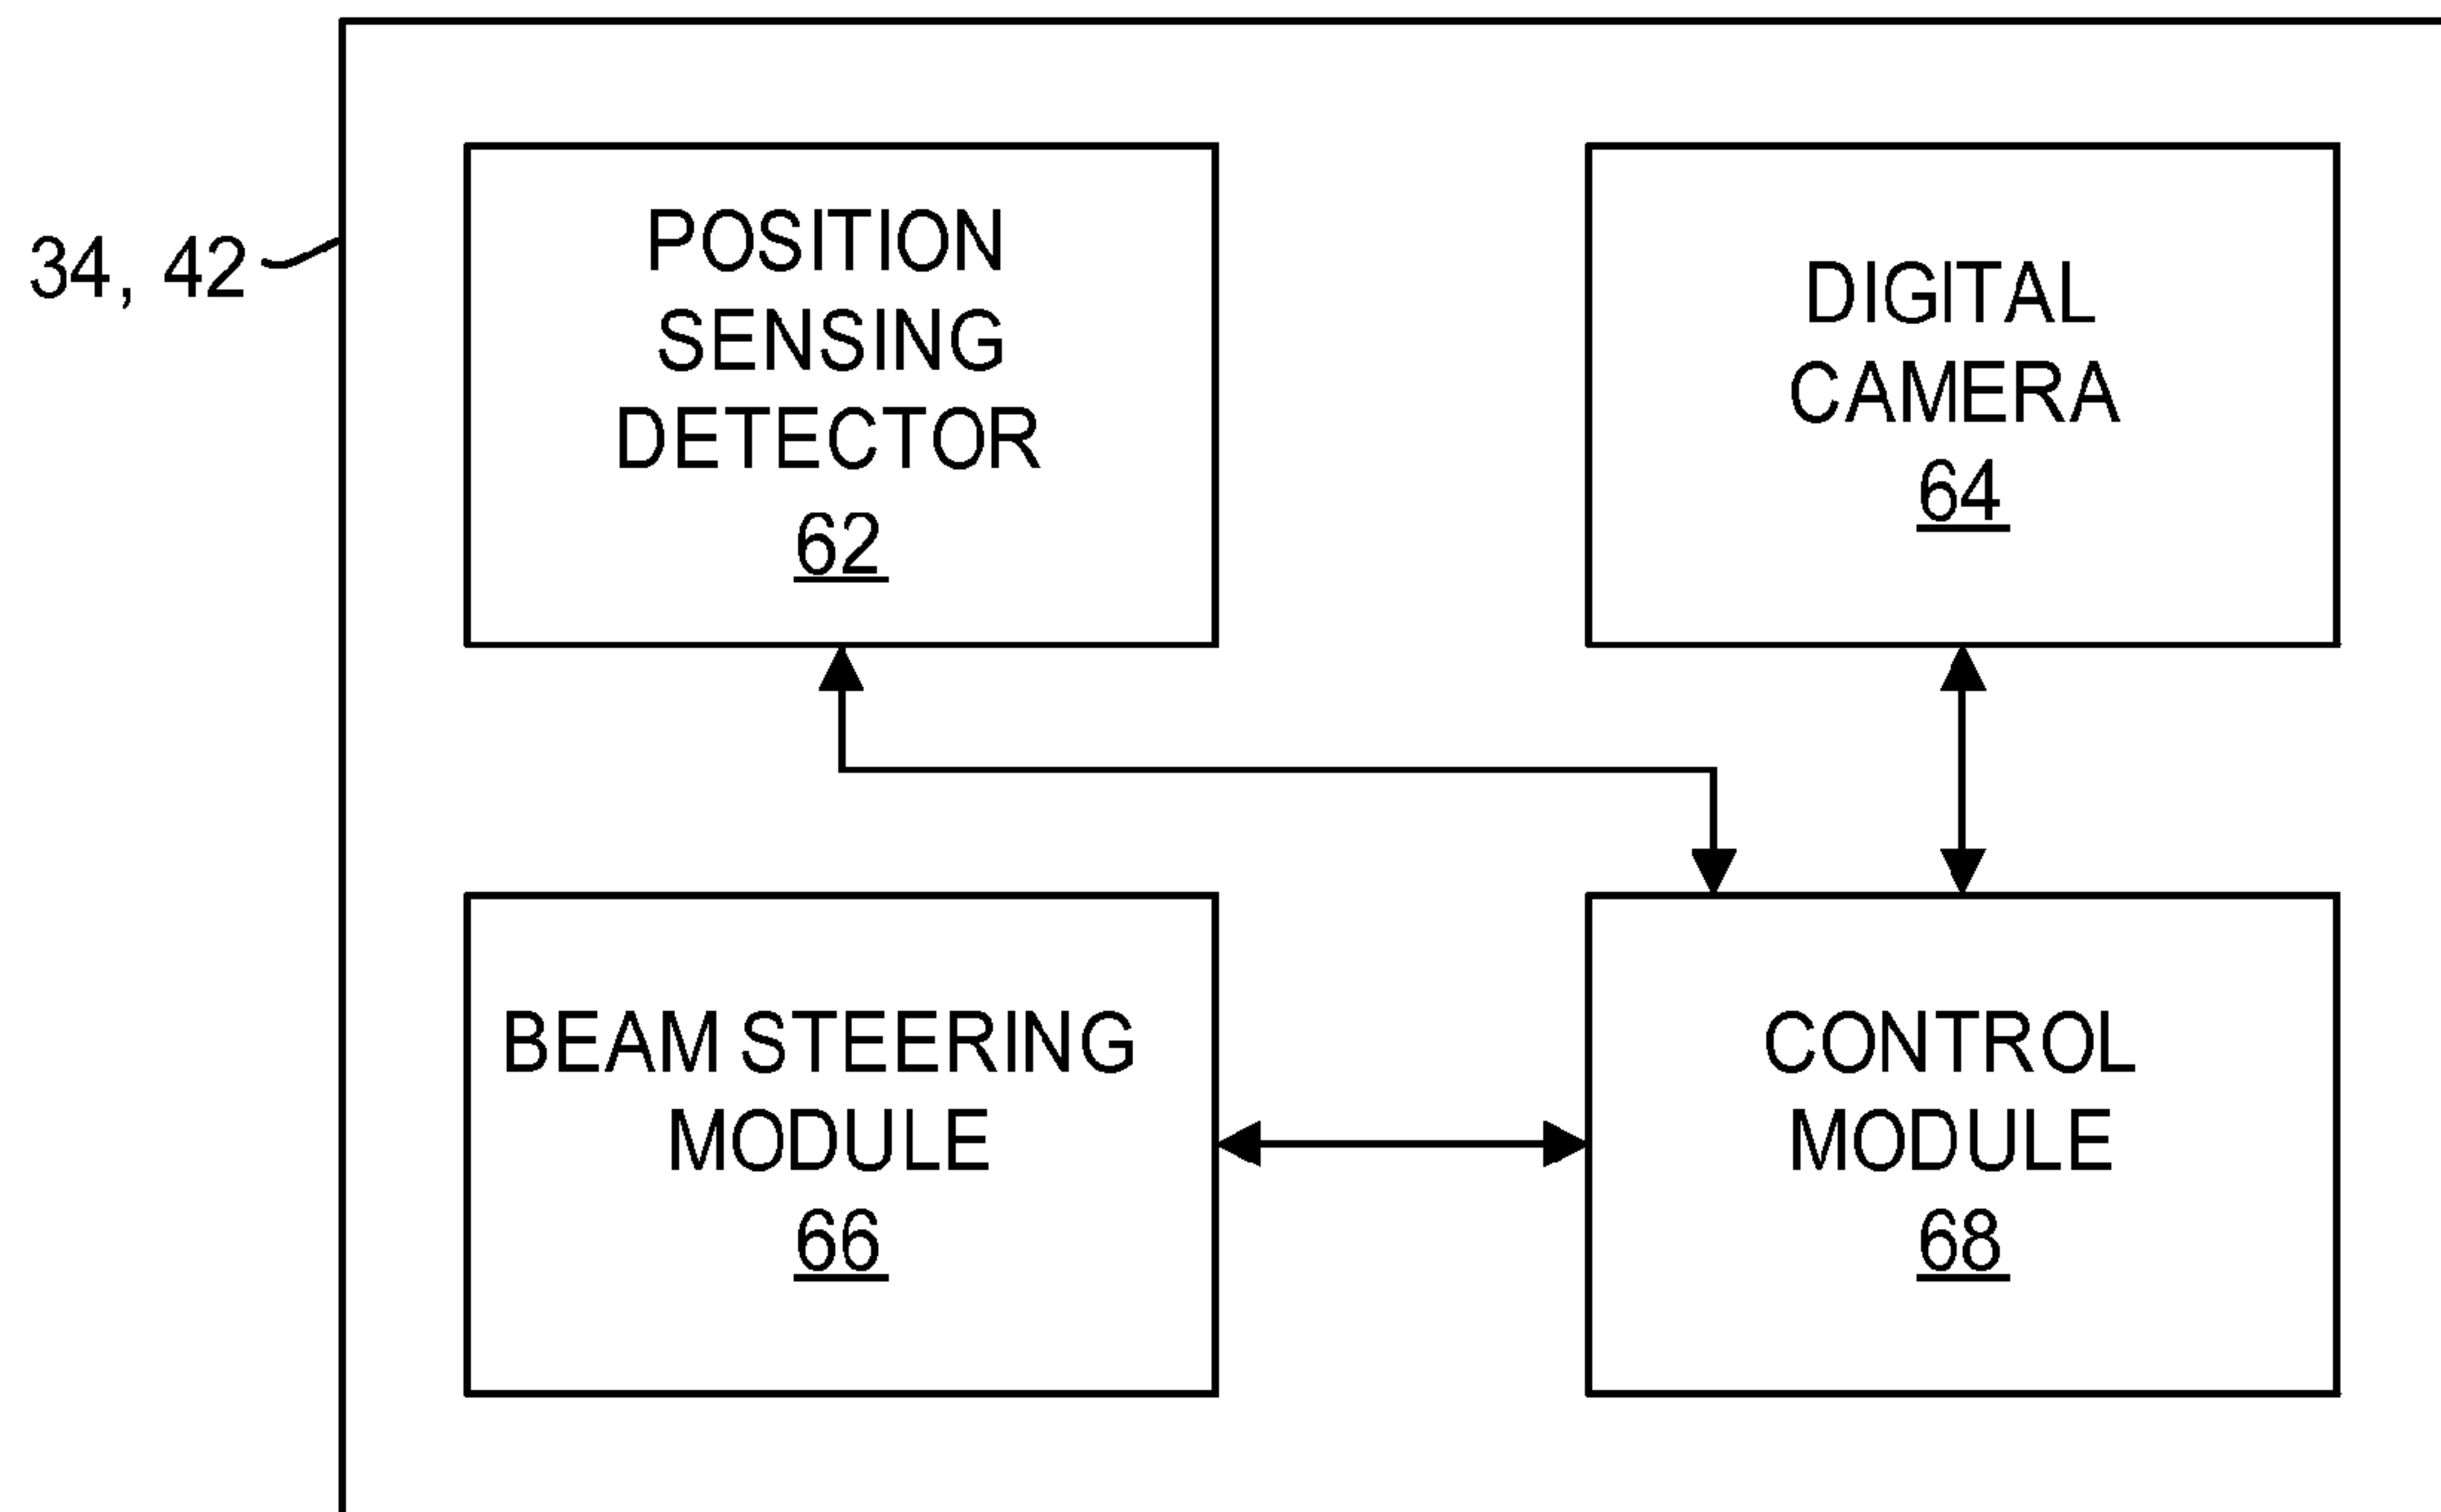 34, 42
POSITION
SENSING
DETECTOR
62
DIGITAL
CAMERA
64
BEAM STEERING
MODULE
66
CONTROL
MODULE
68